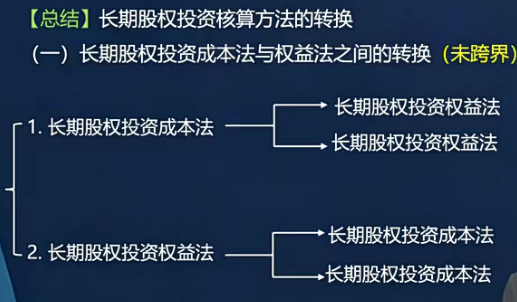 【总结】长期股权投资核算方法的转换
（一）长期股权投资成本法与权益法之间的转换（未跨界）
1. 长期股权投资成本法
长期股权投资权益法
长期股权投资权益法
2. 长期股权投资权益法
长期股权投资成本法
长期股权投资成本法